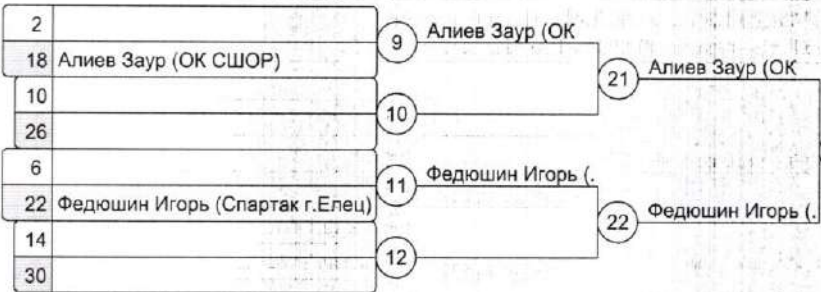 2
9 Алиев Заур (ОК
18 Алиев Заур (ОК СШОР)
21 Алиев Заур (ОК
10
10
26
6
11 Федюшин Игорь (.
22 Федюшин Игорь (Спартак г.Елец)
22 Федюшин Игорь (.
14
12
30